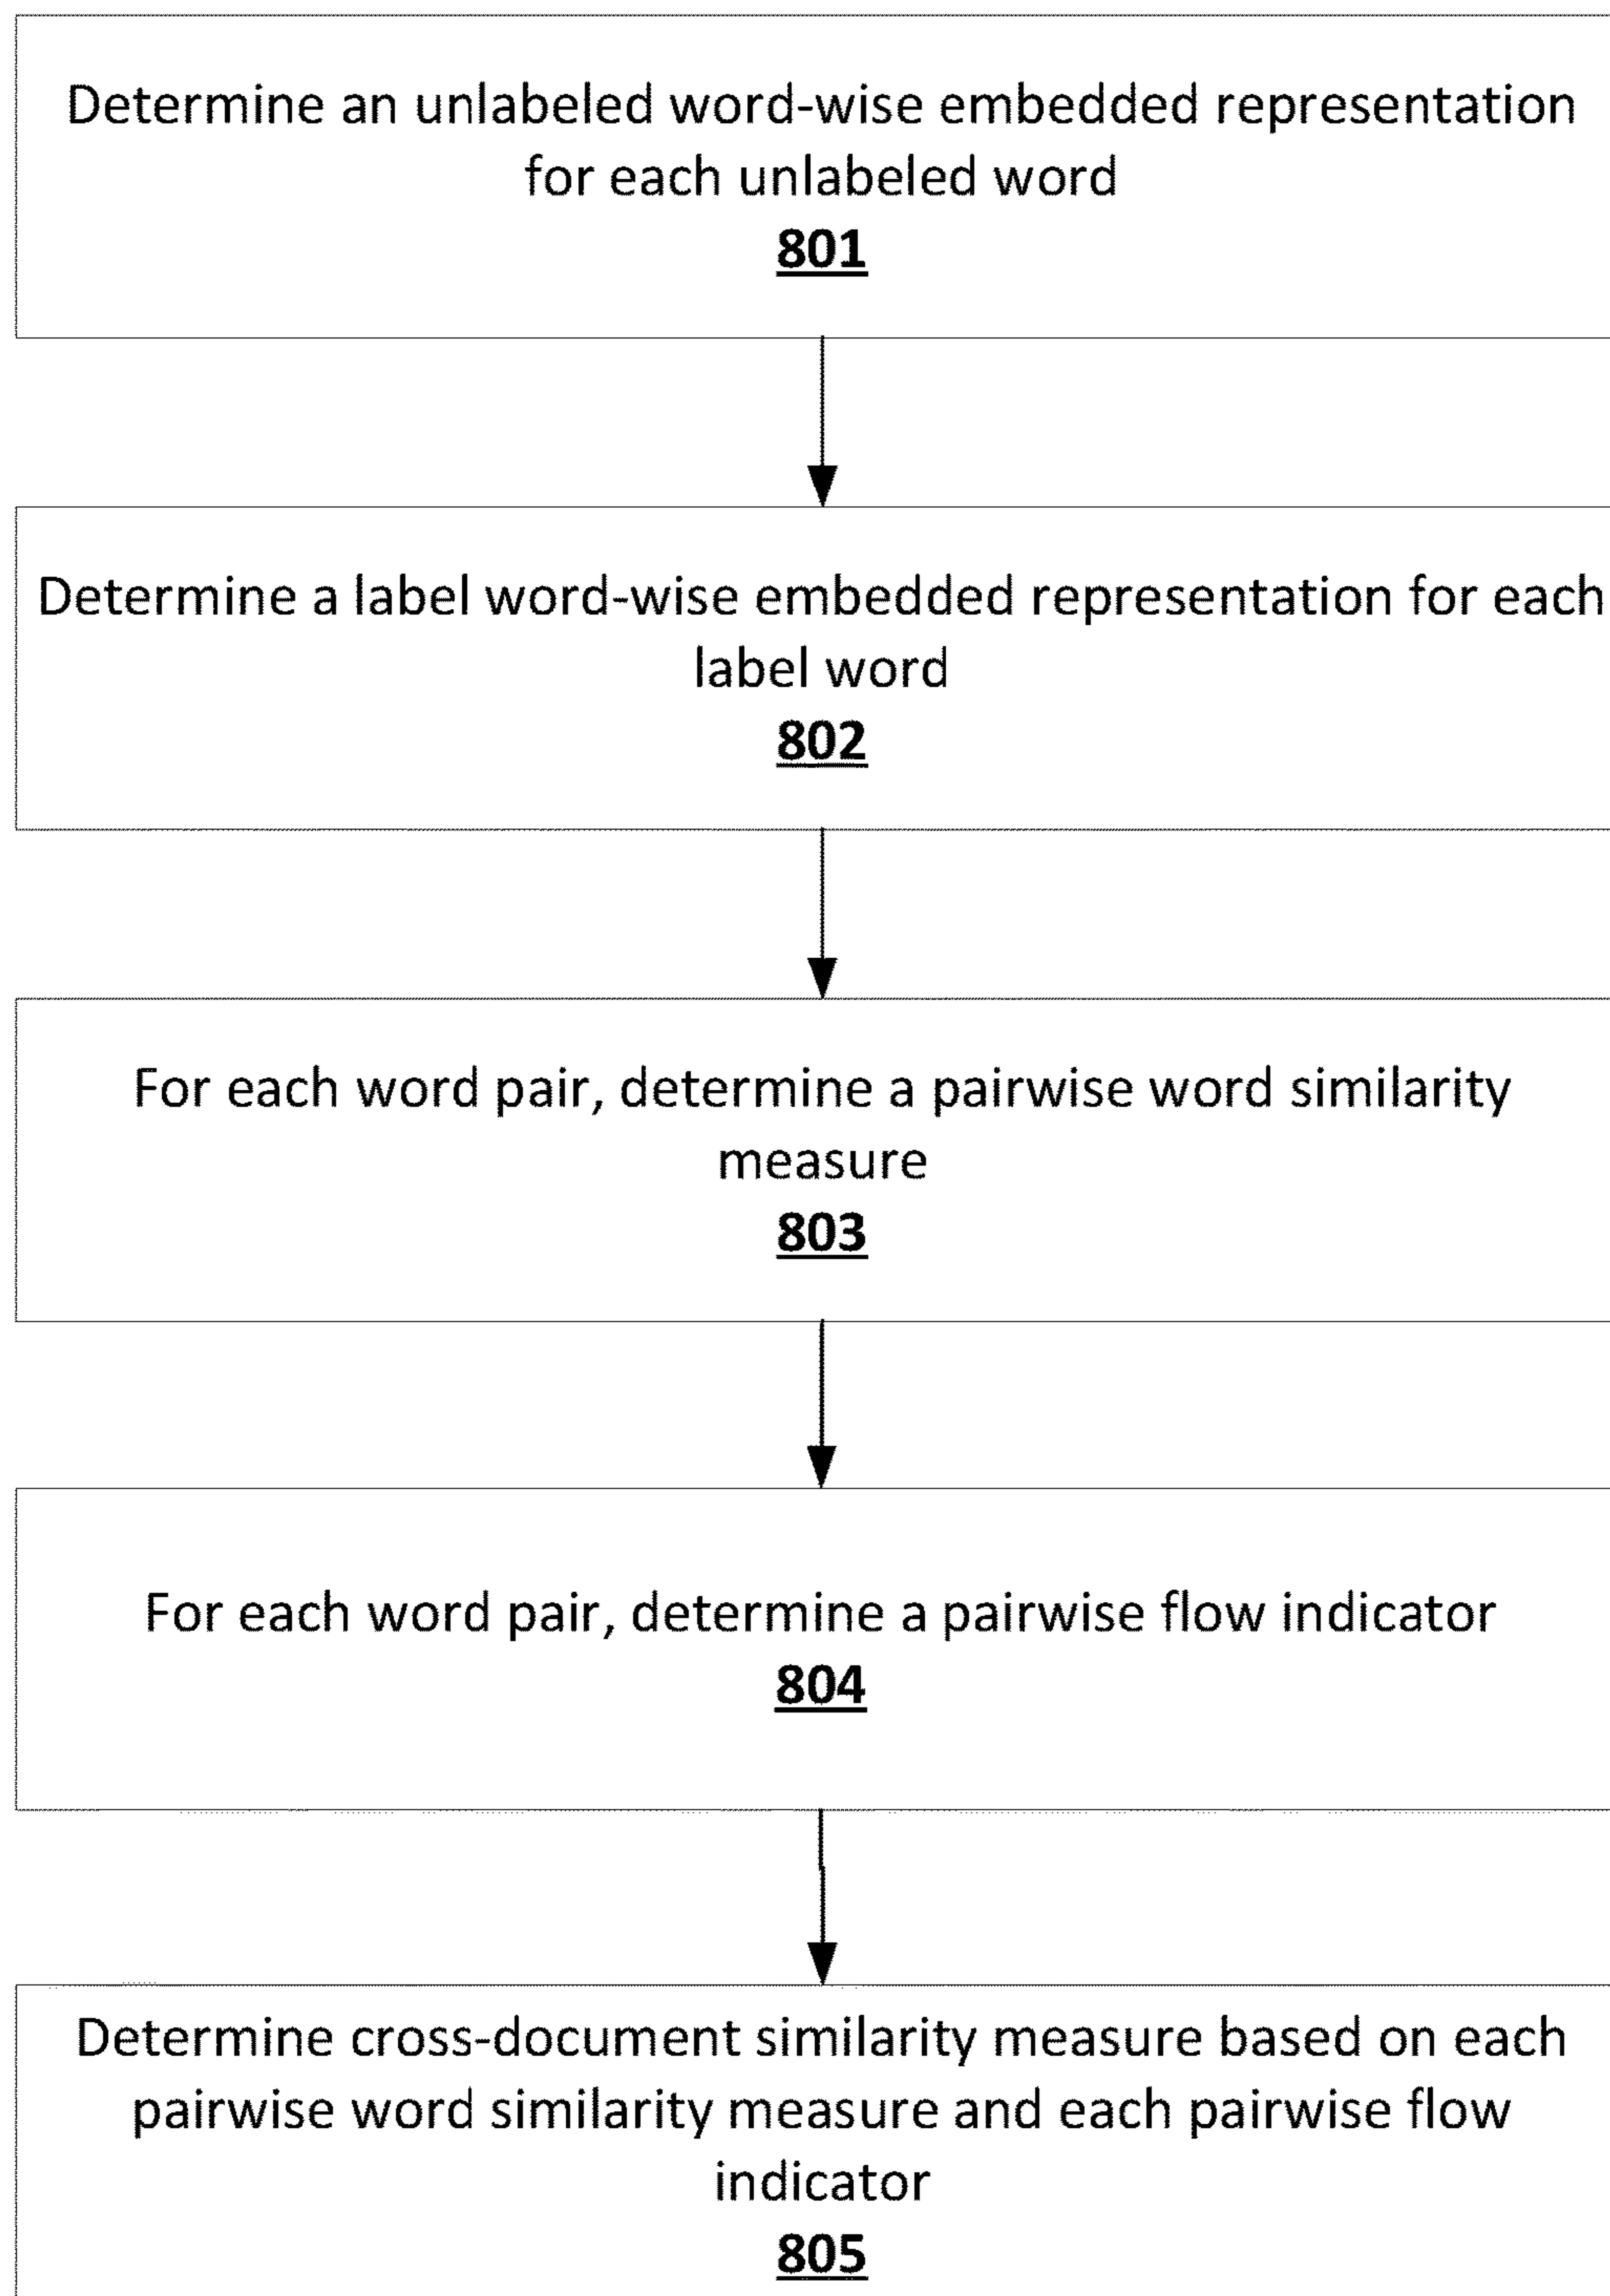 Determine an unlabeled word-wise embedded representation
for each unlabeled word
801
Determine a label word-wise embedded representation for each
label word
802
For each word pair, determine a pairwise word similarity
measure
803
For each word pair, determine a pairwise flow indicator
804
Determine cross-document similarity measure based on each
pairwise word similarity measure and each pairwise flow
indicator
805